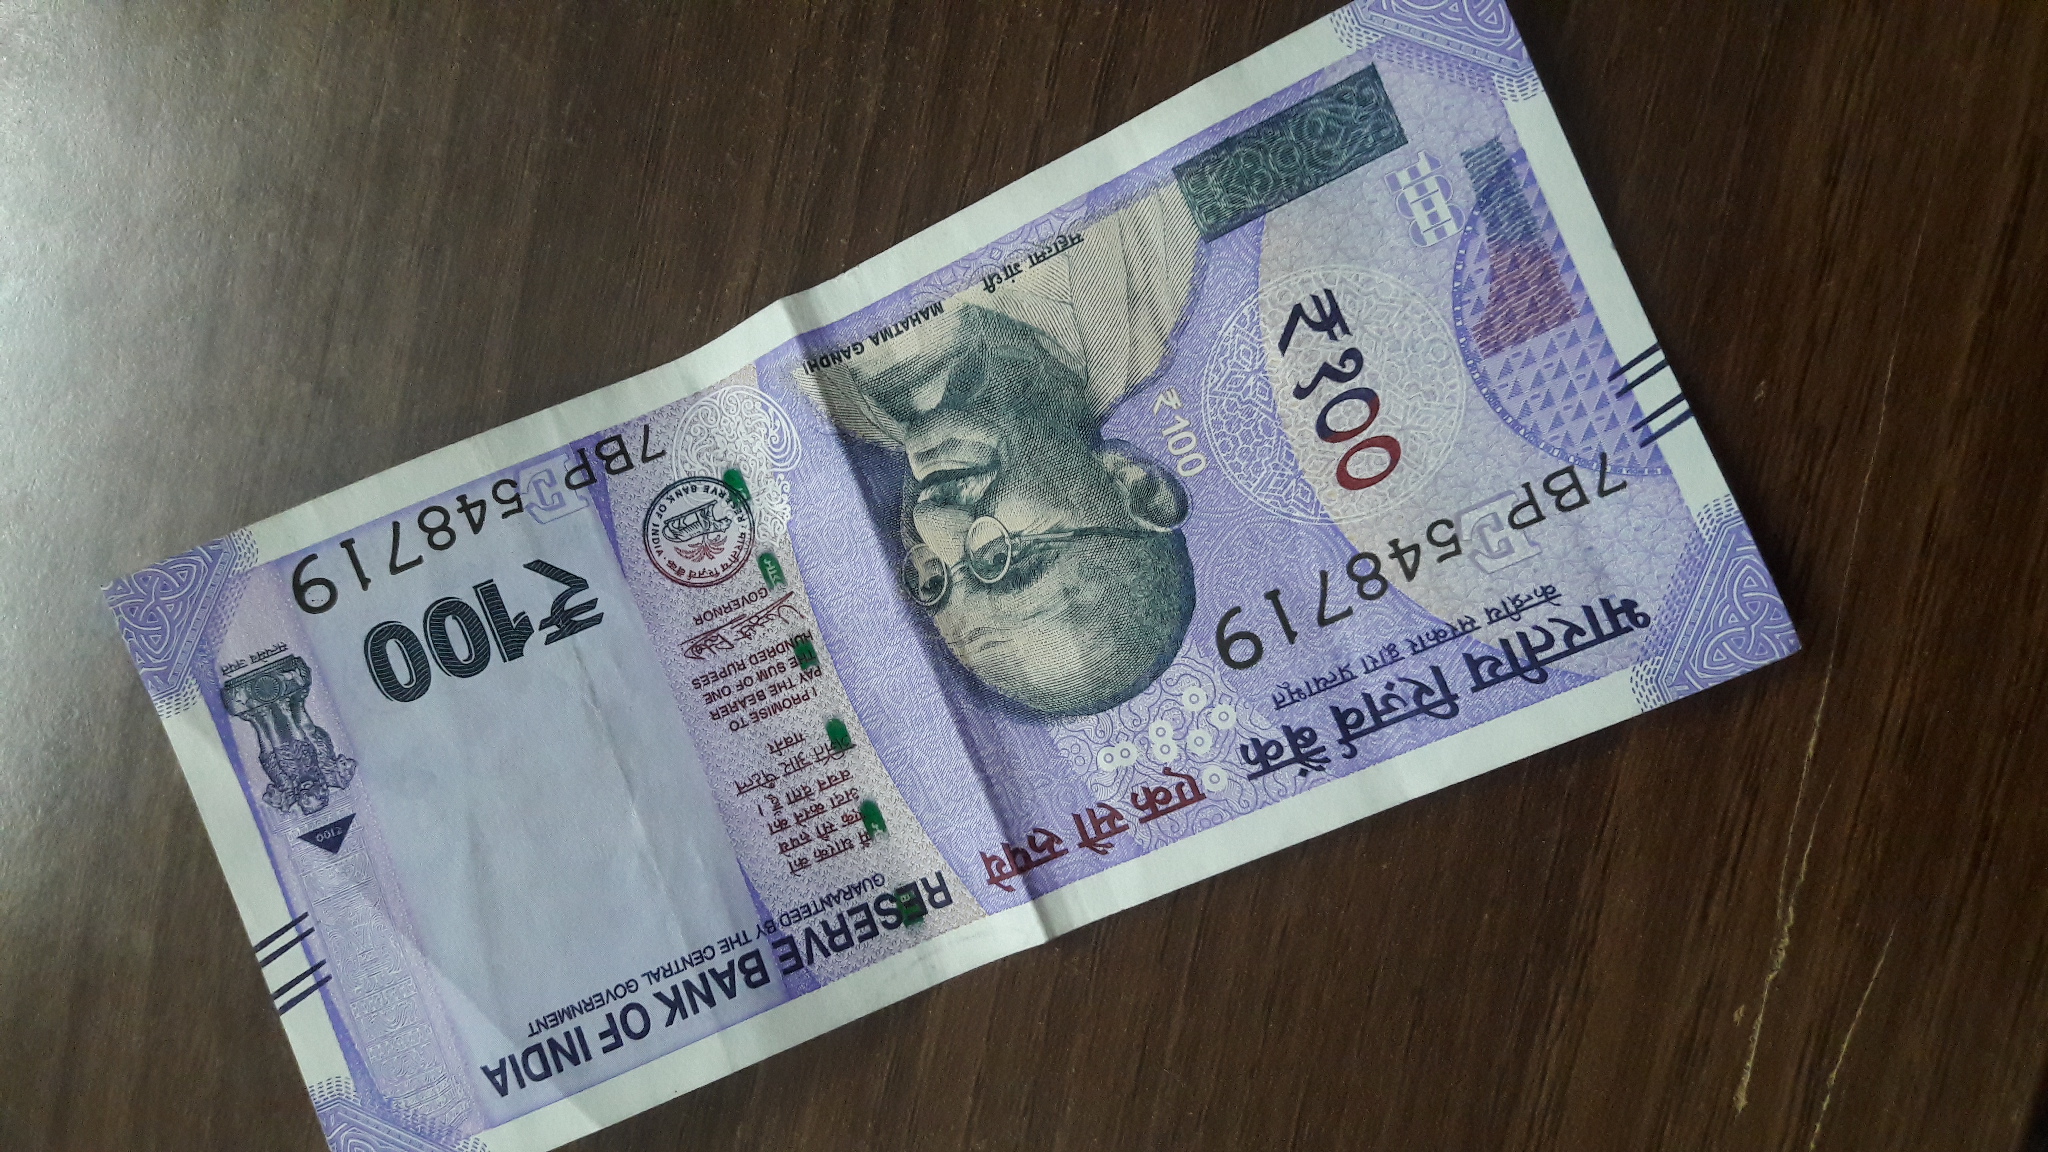 भारतीय रिज़र्व बैंक
केन्द्रीय सरकार द्वारा प्रत्याभूत
एक सौ रुपये
7BP 548719
₹१००
₹100
महात्मा गांधी
MAHATMA GANDHI
RESERVE BANK OF INDIA
GUARANTEED BY THE CENTRAL GOVERNMENT
मैं धारक को
एक सौ रुपये
अदा करने का
वचन देता हूँ ।
गवर्नर
I PROMISE TO
PAY THE BEARER
THE SUM OF ONE
HUNDRED RUPEES
GOVERNOR
भारतीय रिज़र्व बैंक
RESERVE BANK OF INDIA
₹100
7BP 548719
₹100
सत्यमेव जयते